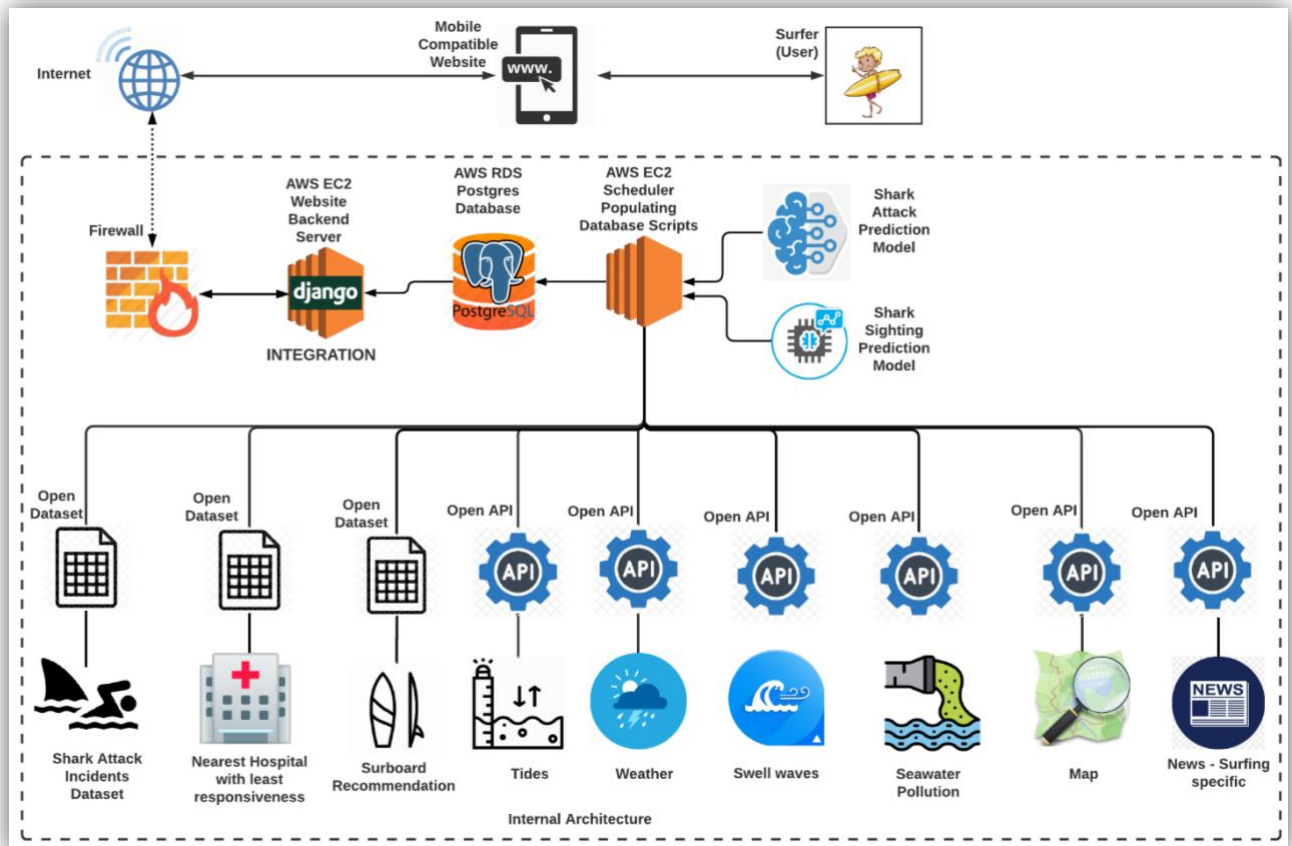 Mobile
Compatible
Website
Surfer
(User)
Internet
www.
AWS EC2
Website
Backend
Server
AWS RDS
Postgres
Database
AWS EC2
Scheduler
Populating
Database Scripts
Shark
Attack
Prediction
Model
Firewall
django
PostgreSQL
INTEGRATION
Shark
Sighting
Prediction
Model
Open
Dataset
Open
Dataset
Open
Dataset
Open API
Open API
Open API
Open API
Open API
Open API
API
API
API
API
API
API
NEWS
Shark Attack
Incidents
Dataset
Nearest Hospital
with least
responsiveness
Surboard
Recommendation
Tides
Weather
Swell waves
Seawater
Pollution
Map
News - Surfing
specific
Internal Architecture